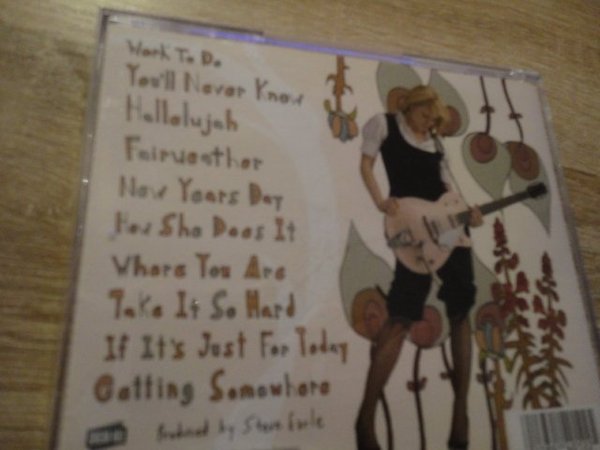 Work To Do
You'll Never Know
Hallelujah
Fairweather
New Years Day
How She Does It
Where You Are
Take It So Hard
If It's Just For Today
Getting Somewhere
Produced by Steve Earle